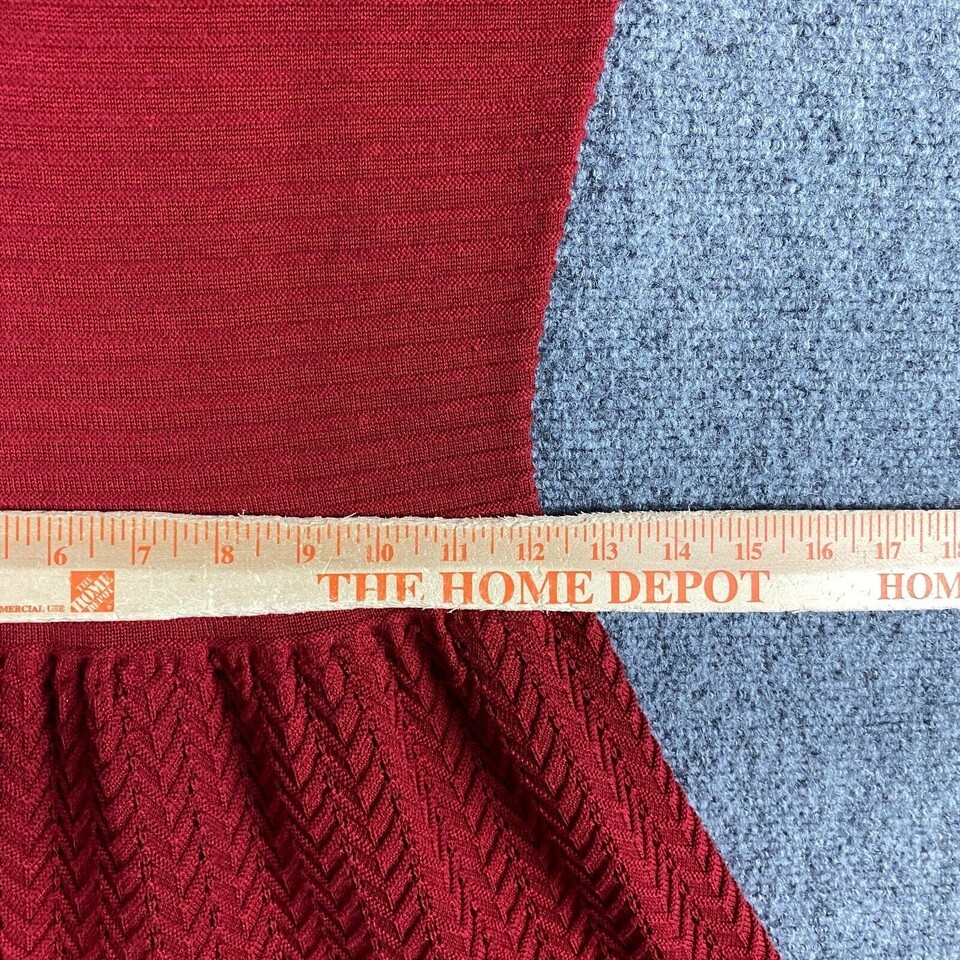 6 7 8 9 10 11 12 13 14 15 16 17 18
MERCIAL USE THE HOME DEPOT THE HOME DEPOT HOM